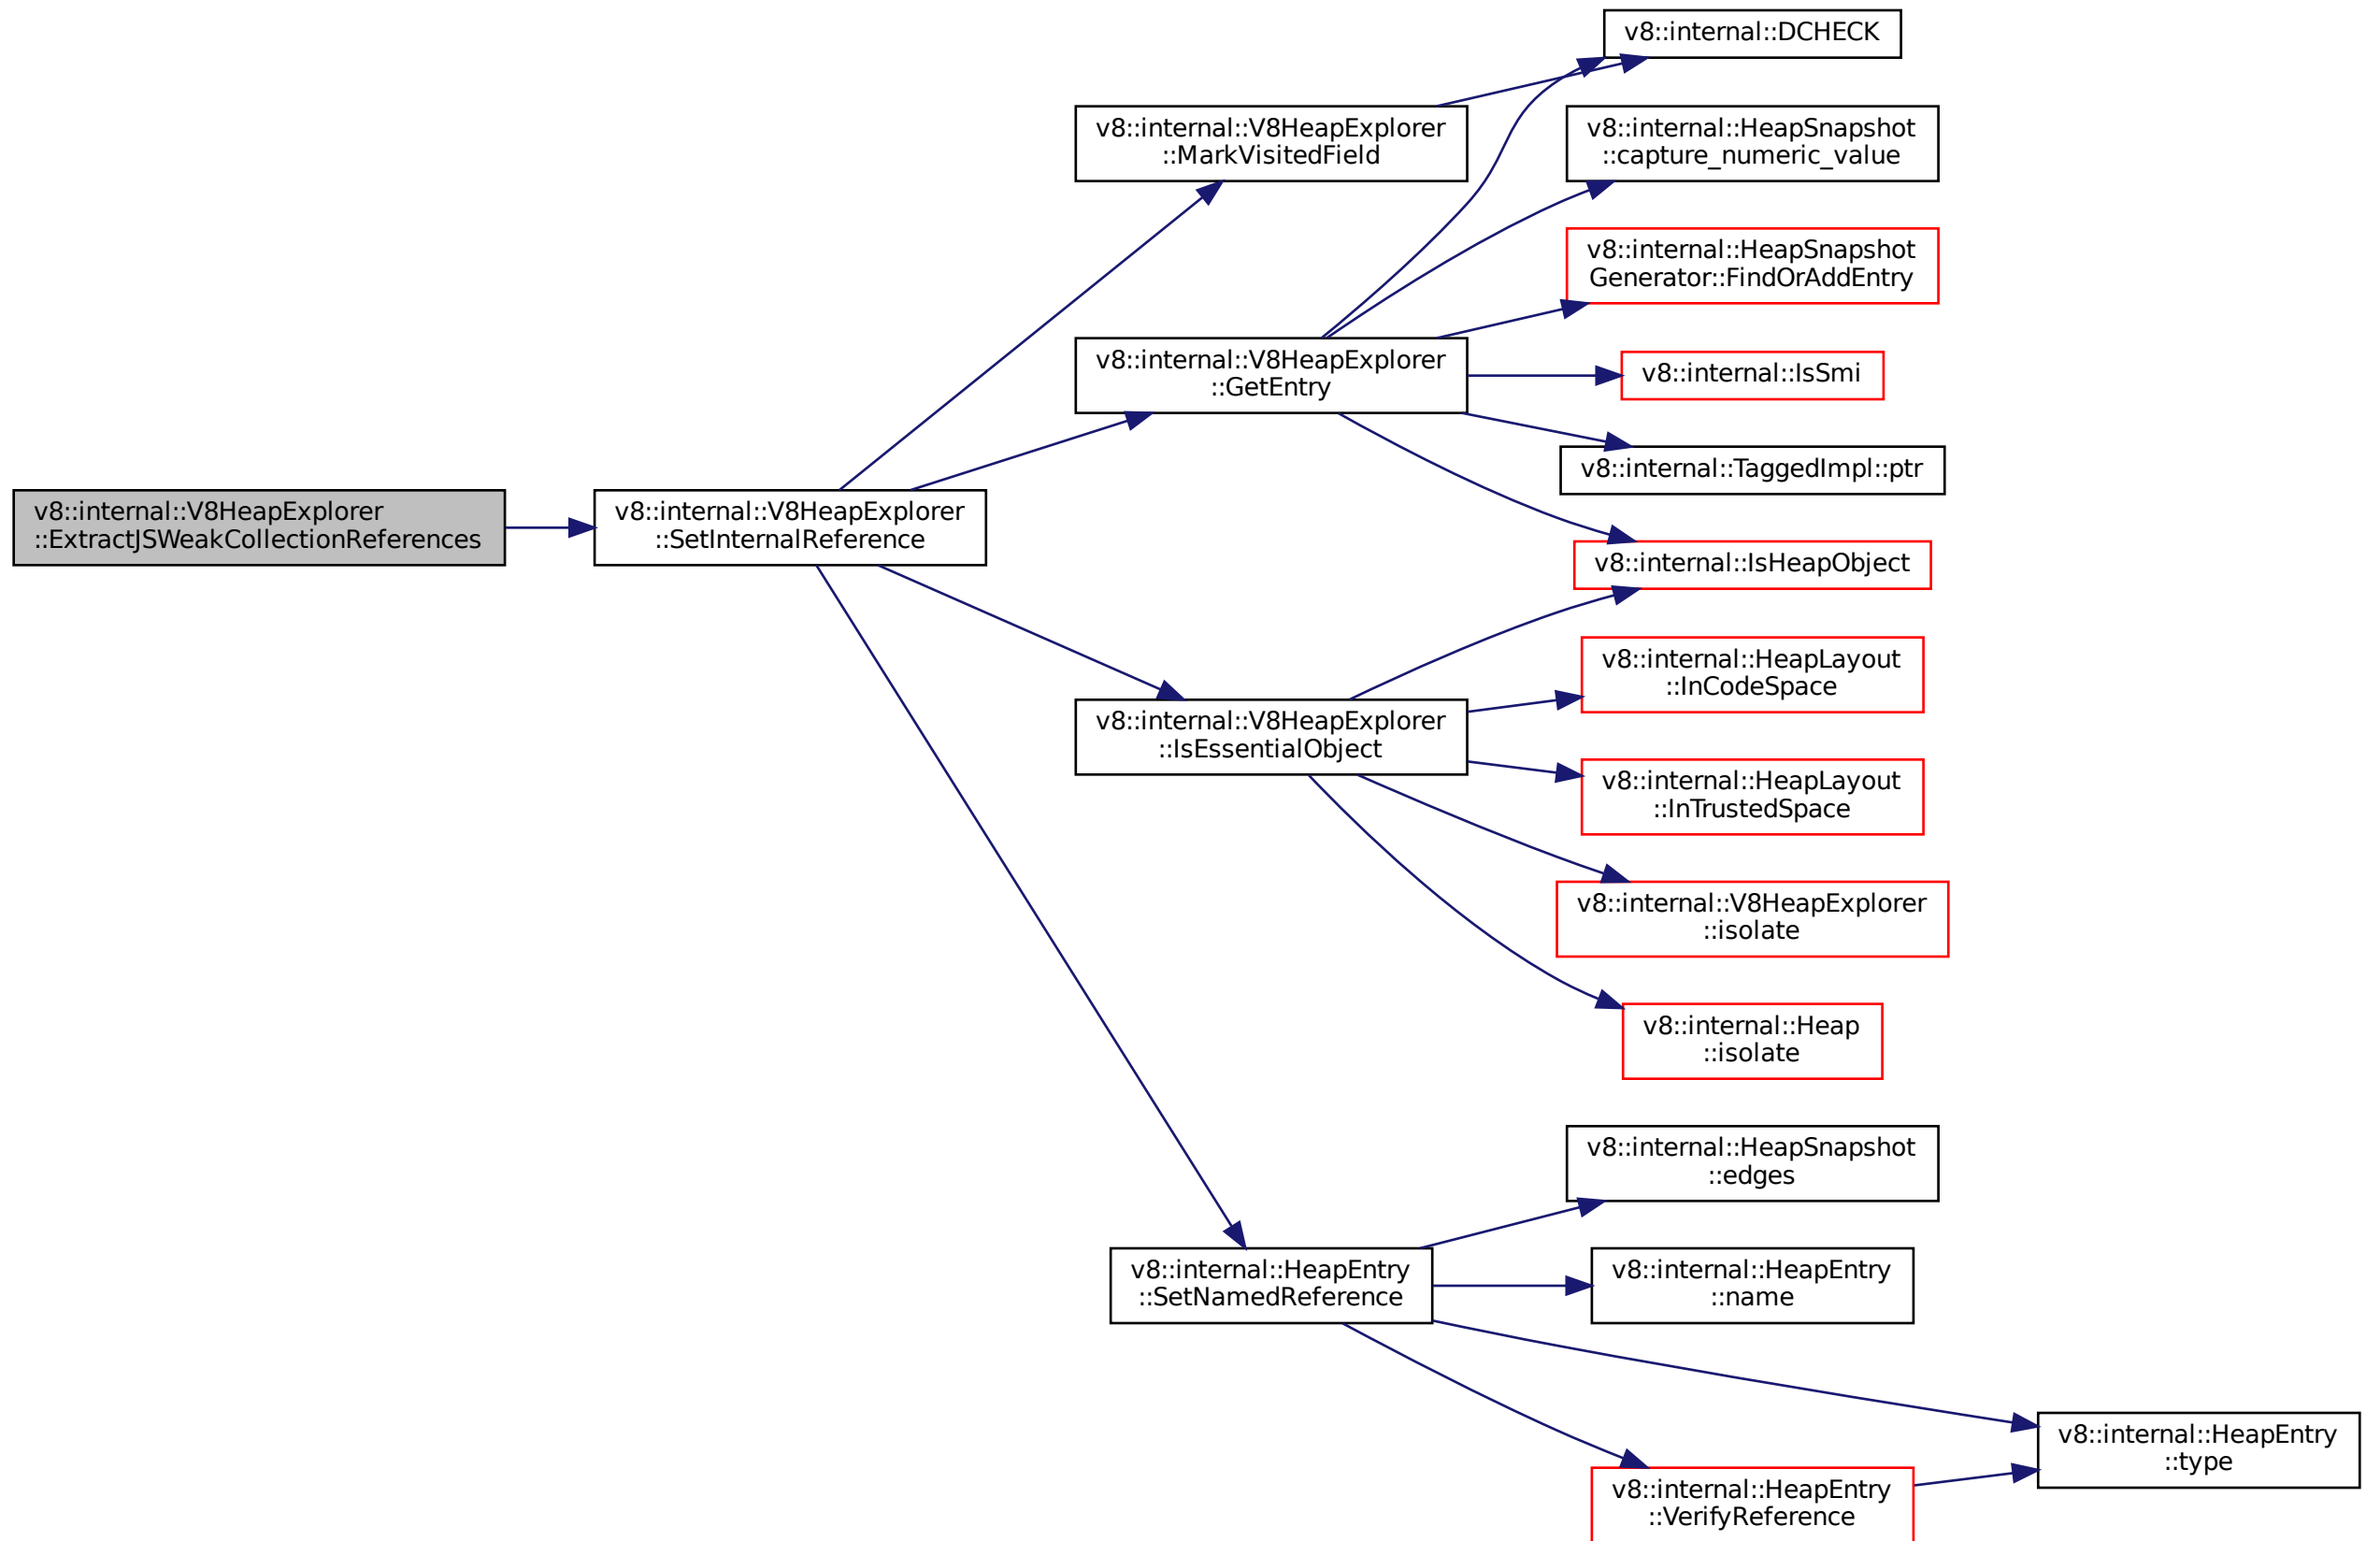 v8::internal::V8HeapExplorer
::ExtractJSWeakCollectionReferences
v8::internal::V8HeapExplorer
::SetInternalReference
v8::internal::V8HeapExplorer
::MarkVisitedField
v8::internal::V8HeapExplorer
::GetEntry
v8::internal::V8HeapExplorer
::IsEssentialObject
v8::internal::HeapEntry
::SetNamedReference
v8::internal::DCHECK
v8::internal::HeapSnapshot
::capture_numeric_value
v8::internal::HeapSnapshot
Generator::FindOrAddEntry
v8::internal::IsSmi
v8::internal::TaggedImpl::ptr
v8::internal::IsHeapObject
v8::internal::HeapLayout
::InCodeSpace
v8::internal::HeapLayout
::InTrustedSpace
v8::internal::V8HeapExplorer
::isolate
v8::internal::Heap
::isolate
v8::internal::HeapSnapshot
::edges
v8::internal::HeapEntry
::name
v8::internal::HeapEntry
::VerifyReference
v8::internal::HeapEntry
::type